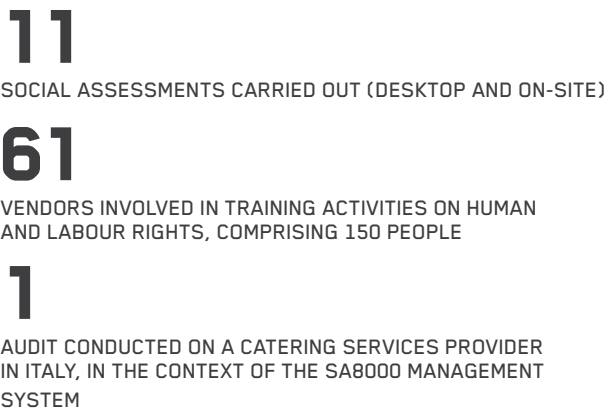 11
SOCIAL ASSESSMENTS CARRIED OUT (DESKTOP AND ON-SITE)
61
VENDORS INVOLVED IN TRAINING ACTIVITIES ON HUMAN
AND LABOUR RIGHTS, COMPRISING 150 PEOPLE
1
AUDIT CONDUCTED ON A CATERING SERVICES PROVIDER
IN ITALY, IN THE CONTEXT OF THE SA8000 MANAGEMENT
SYSTEM